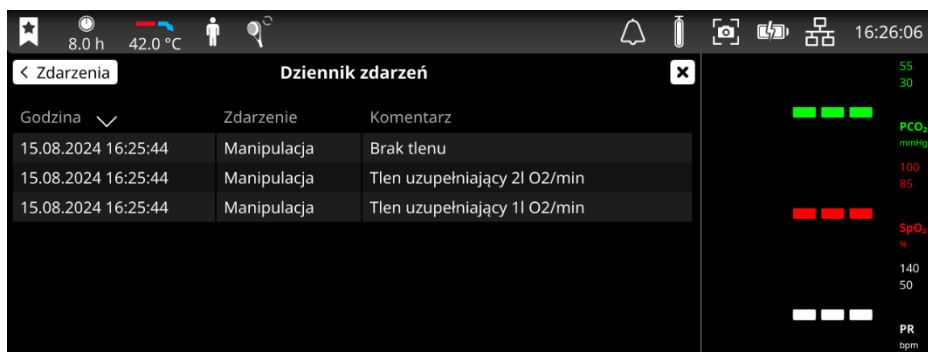 8.0 h 42.0 °C 16:26:06
Zdarzenia Dziennik zdarzeń
Godzina Zdarzenie Komentarz
15.08.2024 16:25:44 Manipulacja Brak tlenu
15.08.2024 16:25:44 Manipulacja Tlen uzupełniający 2l O2/min
15.08.2024 16:25:44 Manipulacja Tlen uzupełniający 1l O2/min
55
30
PCO₂
mmHg
100
85
SpO₂
%
140
50
PR
bpm